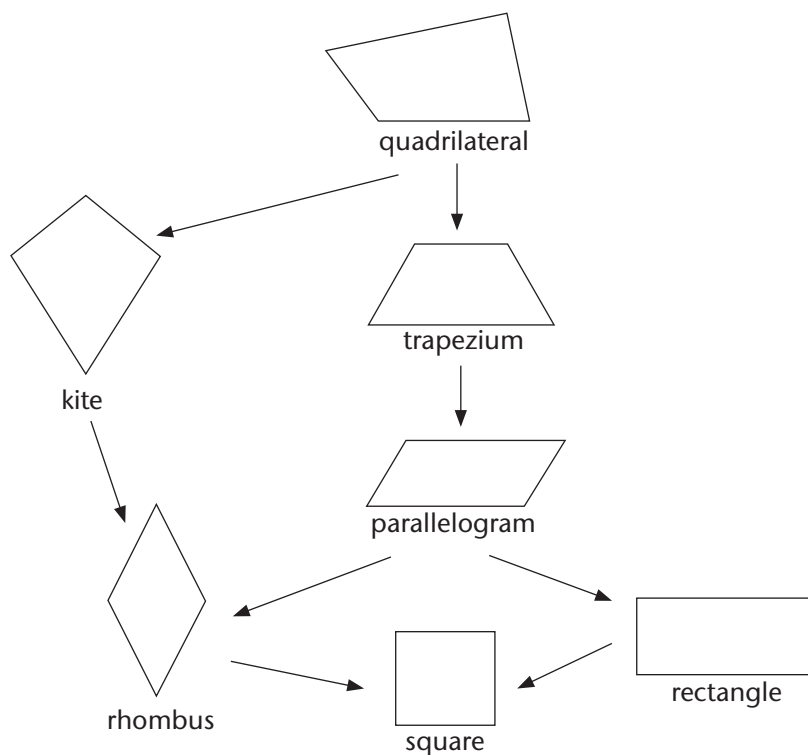 quadrilateral
trapezium
kite
parallelogram
rectangle
rhombus
square